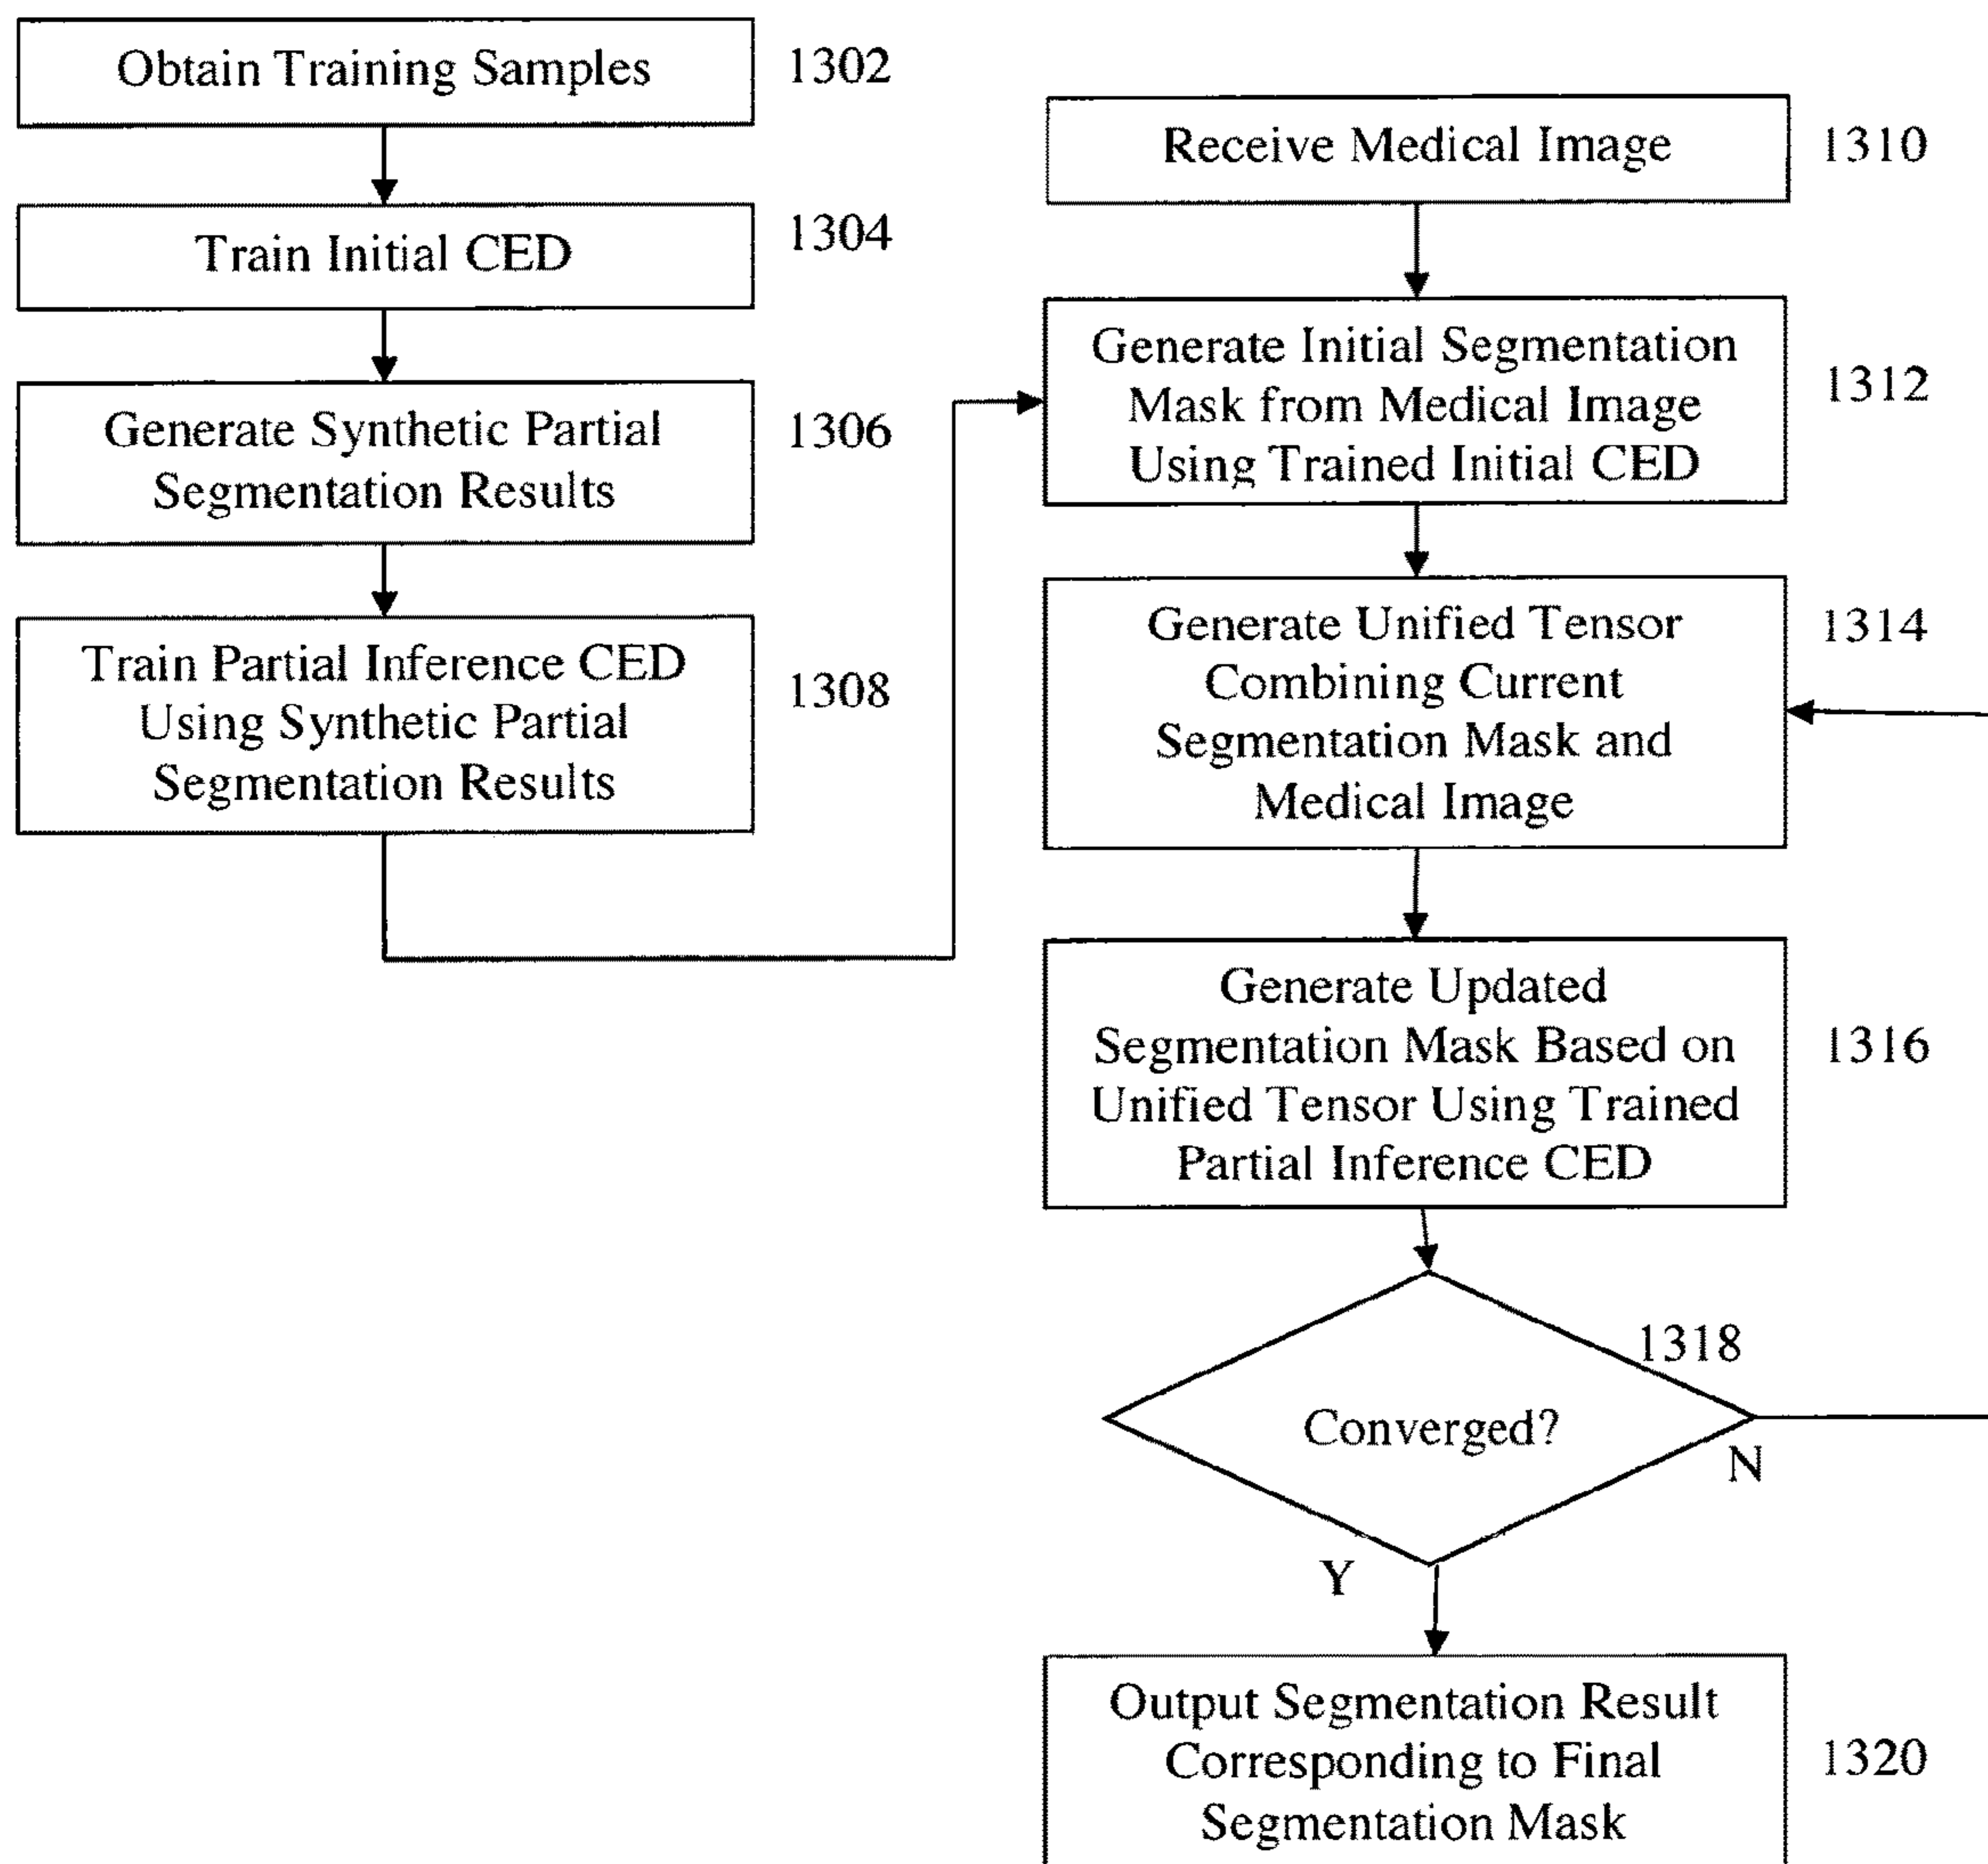 Obtain Training Samples
1302
Train Initial CED
1304
Generate Synthetic Partial
Segmentation Results
1306
Train Partial Inference CED
Using Synthetic Partial
Segmentation Results
1308
Receive Medical Image
1310
Generate Initial Segmentation
Mask from Medical Image
Using Trained Initial CED
1312
Generate Unified Tensor
Combining Current
Segmentation Mask and
Medical Image
1314
Generate Updated
Segmentation Mask Based on
Unified Tensor Using Trained
Partial Inference CED
1316
1318
Converged?
N
Y
Output Segmentation Result
Corresponding to Final
Segmentation Mask
1320